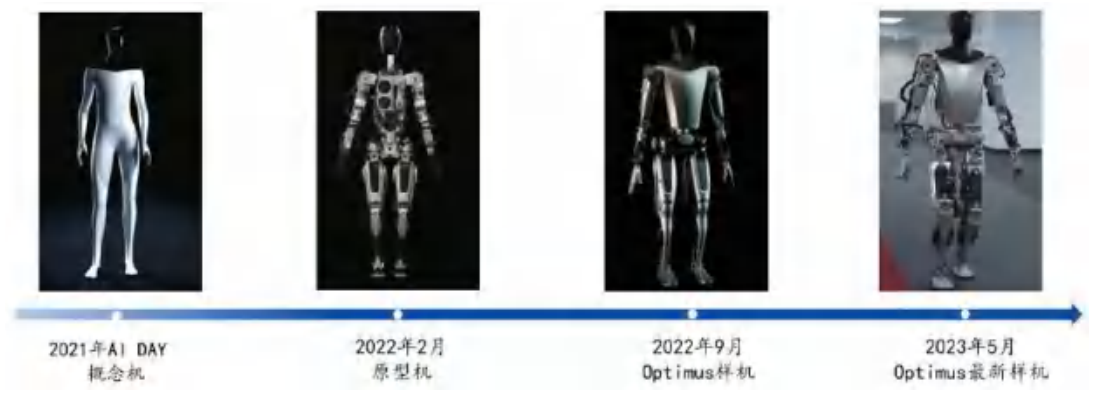 2021年AI DAY
概念机
2022年2月
原型机
2022年9月
Optimus样机
2023年5月
Optimus最新样机